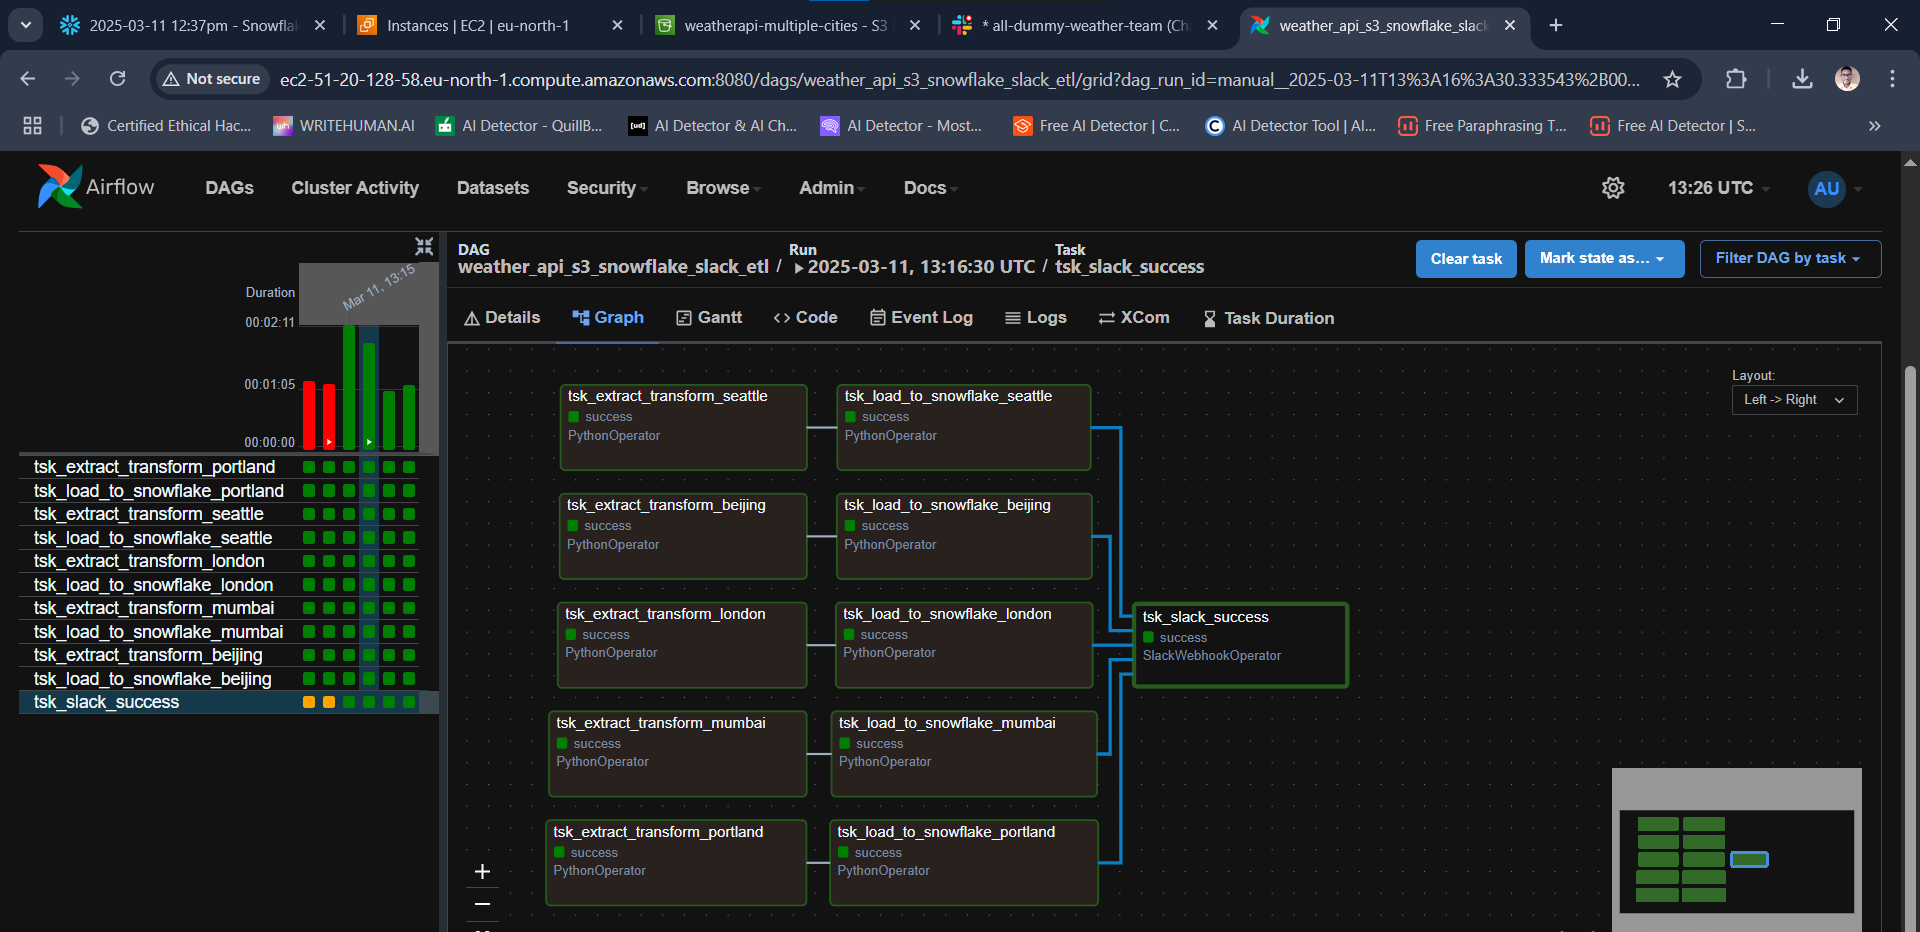 2025-03-11 12:37pm - Snowfla
Instances | EC2 | eu-north-1
weatherapi-multiple-cities - S3
* all-dummy-weather-team (Ch
weather_api_s3_snowflake_slack
Not secure
ec2-51-20-128-58.eu-north-1.compute.amazonaws.com:8080/dags/weather_api_s3_snowflake_slack_etl/grid?dag_run_id=manual__2025-03-11T13%3A16%3A30.333543%2B00...
Certified Ethical Hac...
WRITEHUMAN.AI
AI Detector - QuillB...
AI Detector & AI Ch...
AI Detector - Most...
Free AI Detector | C...
AI Detector Tool | AI...
Free Paraphrasing T...
Free AI Detector | S...
Airflow
DAGs
Cluster Activity
Datasets
Security
Browse
Admin
Docs
13:26 UTC
AU
DAG
weather_api_s3_snowflake_slack_etl /
Run
2025-03-11, 13:16:30 UTC /
Task
tsk_slack_success
Clear task
Mark state as...
Filter DAG by task
Details
Graph
Gantt
Code
Event Log
Logs
XCom
Task Duration
Mar 11, 13:15
Duration
00:02:11
00:01:05
00:00:00
tsk_extract_transform_portland
tsk_load_to_snowflake_portland
tsk_extract_transform_seattle
tsk_load_to_snowflake_seattle
tsk_extract_transform_london
tsk_load_to_snowflake_london
tsk_extract_transform_mumbai
tsk_load_to_snowflake_mumbai
tsk_extract_transform_beijing
tsk_load_to_snowflake_beijing
tsk_slack_success
Layout:
Left -> Right
tsk_extract_transform_seattle
success
PythonOperator
tsk_load_to_snowflake_seattle
success
PythonOperator
tsk_extract_transform_beijing
success
PythonOperator
tsk_load_to_snowflake_beijing
success
PythonOperator
tsk_extract_transform_london
success
PythonOperator
tsk_load_to_snowflake_london
success
PythonOperator
tsk_slack_success
success
SlackWebhookOperator
tsk_extract_transform_mumbai
success
PythonOperator
tsk_load_to_snowflake_mumbai
success
PythonOperator
tsk_extract_transform_portland
success
PythonOperator
tsk_load_to_snowflake_portland
success
PythonOperator